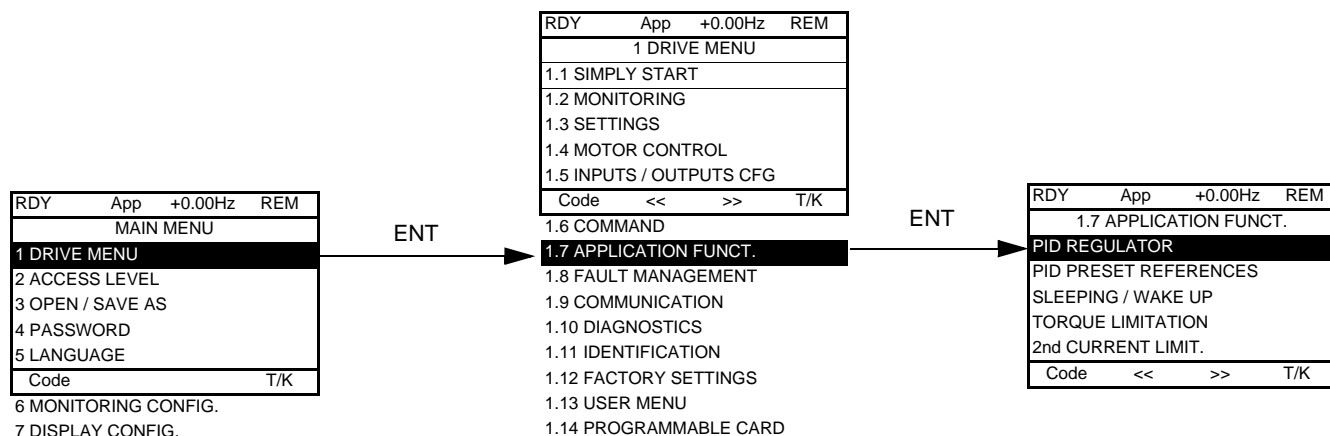 RDY App +0.00Hz REM
MAIN MENU
1 DRIVE MENU
2 ACCESS LEVEL
3 OPEN / SAVE AS
4 PASSWORD
5 LANGUAGE
Code T/K
6 MONITORING CONFIG.
7 DISPLAY CONFIG.
ENT
RDY App +0.00Hz REM
1 DRIVE MENU
1.1 SIMPLY START
1.2 MONITORING
1.3 SETTINGS
1.4 MOTOR CONTROL
1.5 INPUTS / OUTPUTS CFG
Code << >> T/K
1.6 COMMAND
1.7 APPLICATION FUNCT.
1.8 FAULT MANAGEMENT
1.9 COMMUNICATION
1.10 DIAGNOSTICS
1.11 IDENTIFICATION
1.12 FACTORY SETTINGS
1.13 USER MENU
1.14 PROGRAMMABLE CARD
ENT
RDY App +0.00Hz REM
1.7 APPLICATION FUNCT.
PID REGULATOR
PID PRESET REFERENCES
SLEEPING / WAKE UP
TORQUE LIMITATION
2nd CURRENT LIMIT.
Code << >> T/K